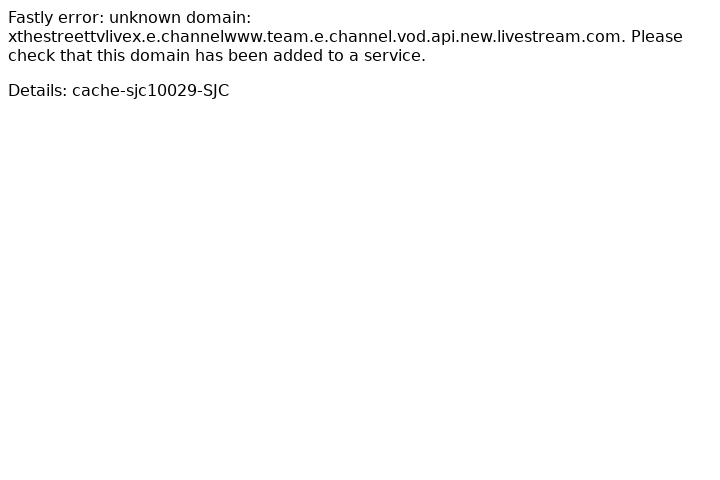 Fastly error: unknown domain:
xthestreettvlivex.e.channelwww.team.e.channel.vod.api.new.livestream.com. Please
check that this domain has been added to a service.
Details: cache-sjc10029-SJC